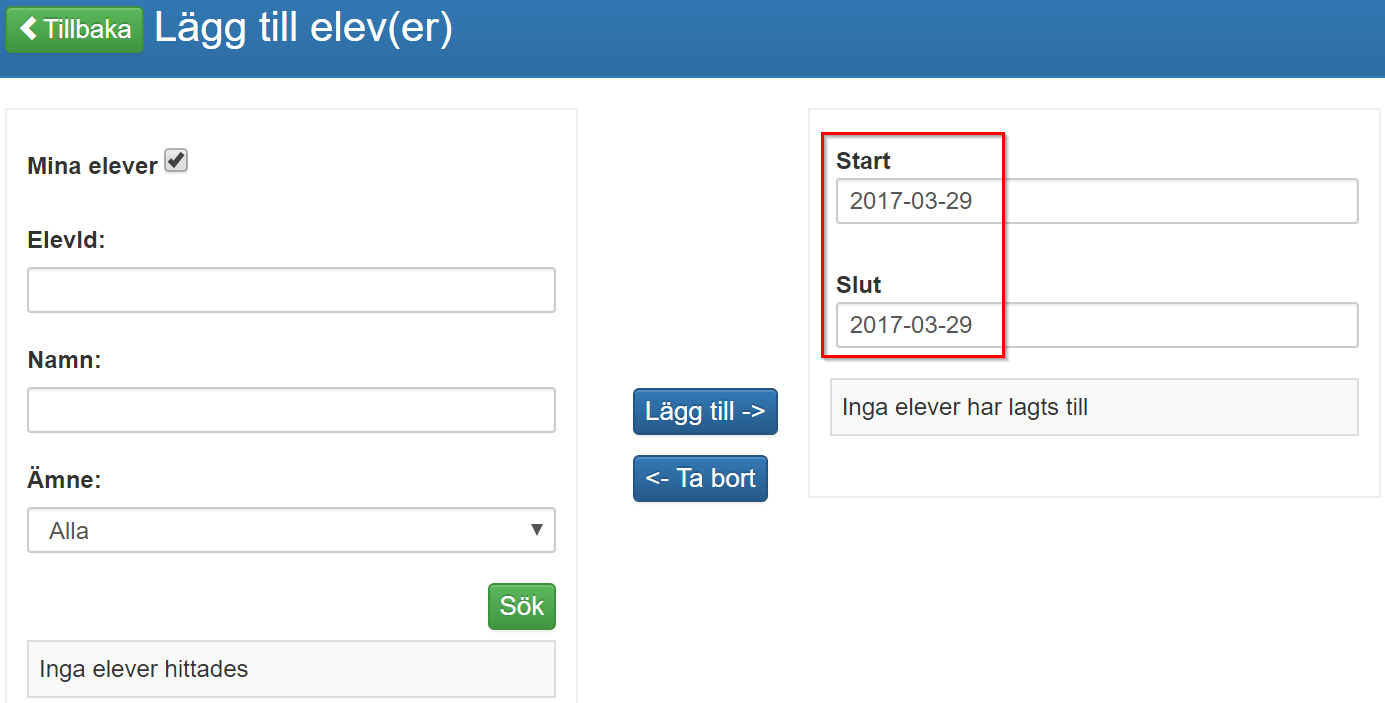 Tillbaka Lägg till elev(er)
Mina elever
ElevId:
Namn:
Ämne:
Alla
Sök
Inga elever hittades
Lägg till ->
<- Ta bort
Start
2017-03-29
Slut
2017-03-29
Inga elever har lagts till